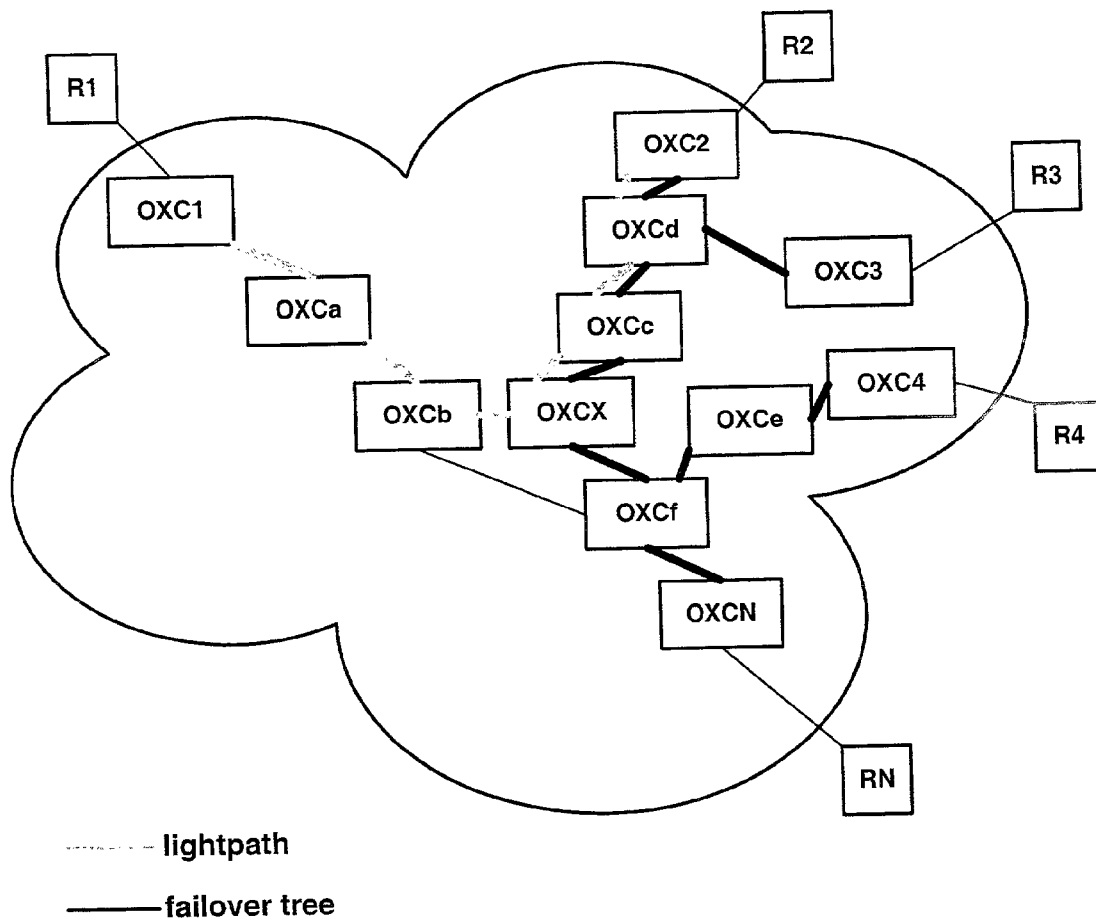 R2
R1
OXC2
R3
OXC1
OXCd
OXC3
OXCa
OXCc
OXC4
OXCb
OXCX
OXCe
R4
OXCf
OXCN
RN
lightpath
failover tree